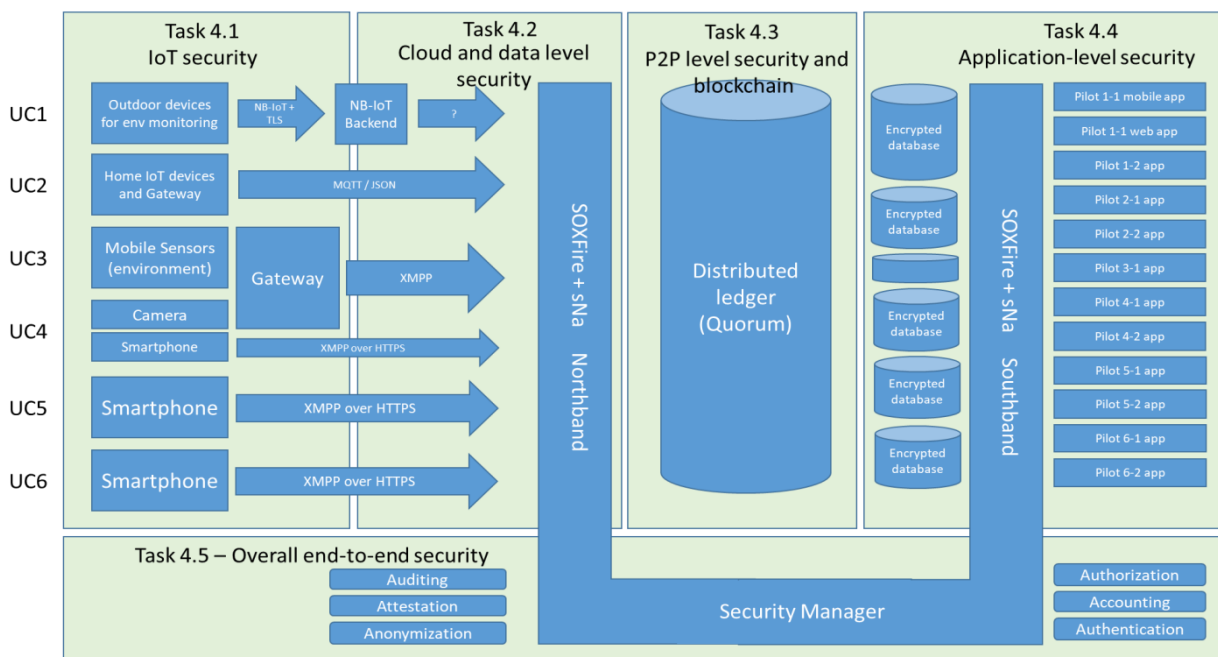 Task 4.1
IoT security
Task 4.2
Cloud and data level
security
Task 4.3
P2P level security and
blockchain
Task 4.4
Application-level security
UC1
Outdoor devices
for env monitoring
NB-IoT +
TLS
NB-IoT
Backend
?
UC2
Home IoT devices
and Gateway
MQTT / JSON
UC3
Mobile Sensors
(environment)
Gateway
XMPP
Camera
UC4
Smartphone
XMPP over HTTPS
UC5
Smartphone
XMPP over HTTPS
UC6
Smartphone
XMPP over HTTPS
SOXFire + sNa Northband
Distributed
ledger
(Quorum)
Encrypted
database
Encrypted
database
Encrypted
database
Encrypted
database
Encrypted
database
SOXFire + sNa Southband
Pilot 1-1 mobile app
Pilot 1-1 web app
Pilot 1-2 app
Pilot 2-1 app
Pilot 2-2 app
Pilot 3-1 app
Pilot 4-1 app
Pilot 4-2 app
Pilot 5-1 app
Pilot 5-2 app
Pilot 6-1 app
Pilot 6-2 app
Task 4.5 – Overall end-to-end security
Auditing
Attestation
Anonymization
Security Manager
Authorization
Accounting
Authentication